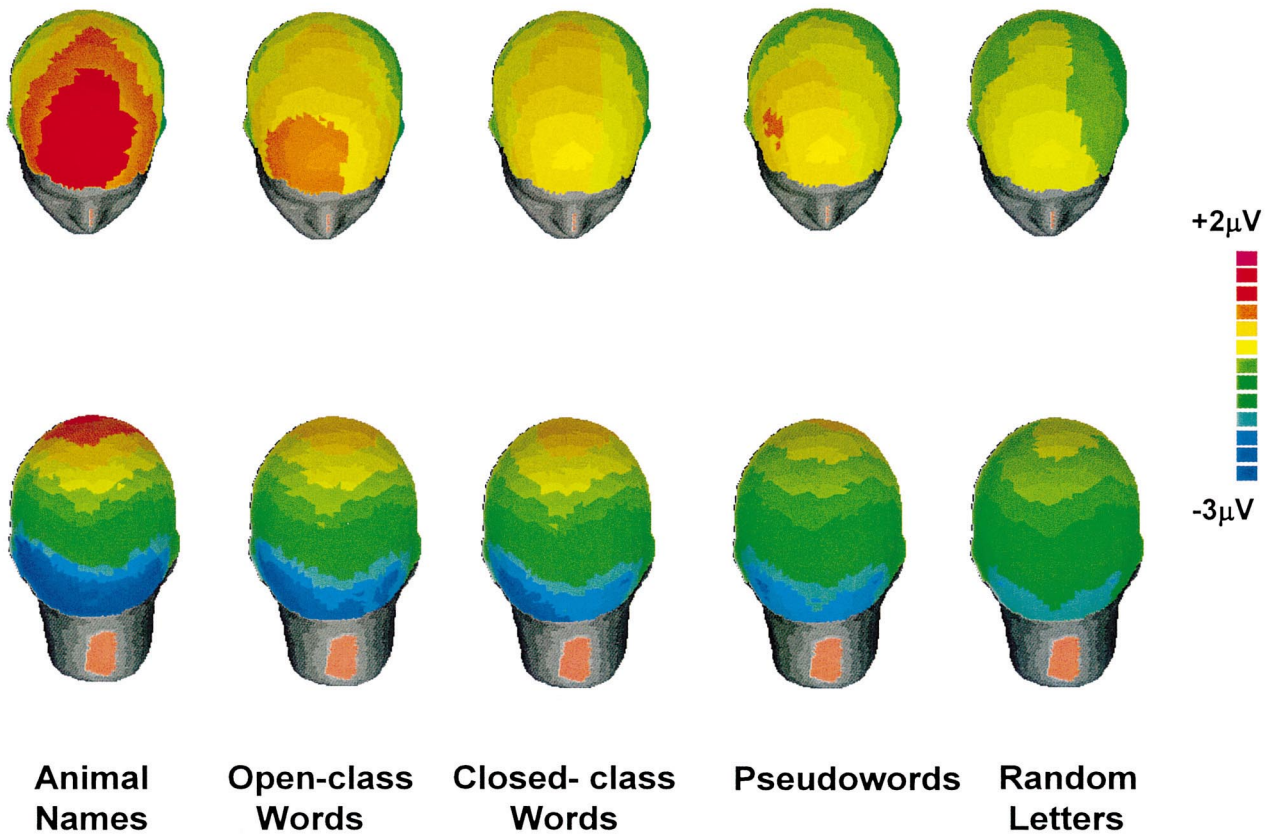 +2μV
-3μV
Animal Names
Open-class Words
Closed- class Words
Pseudowords
Random Letters